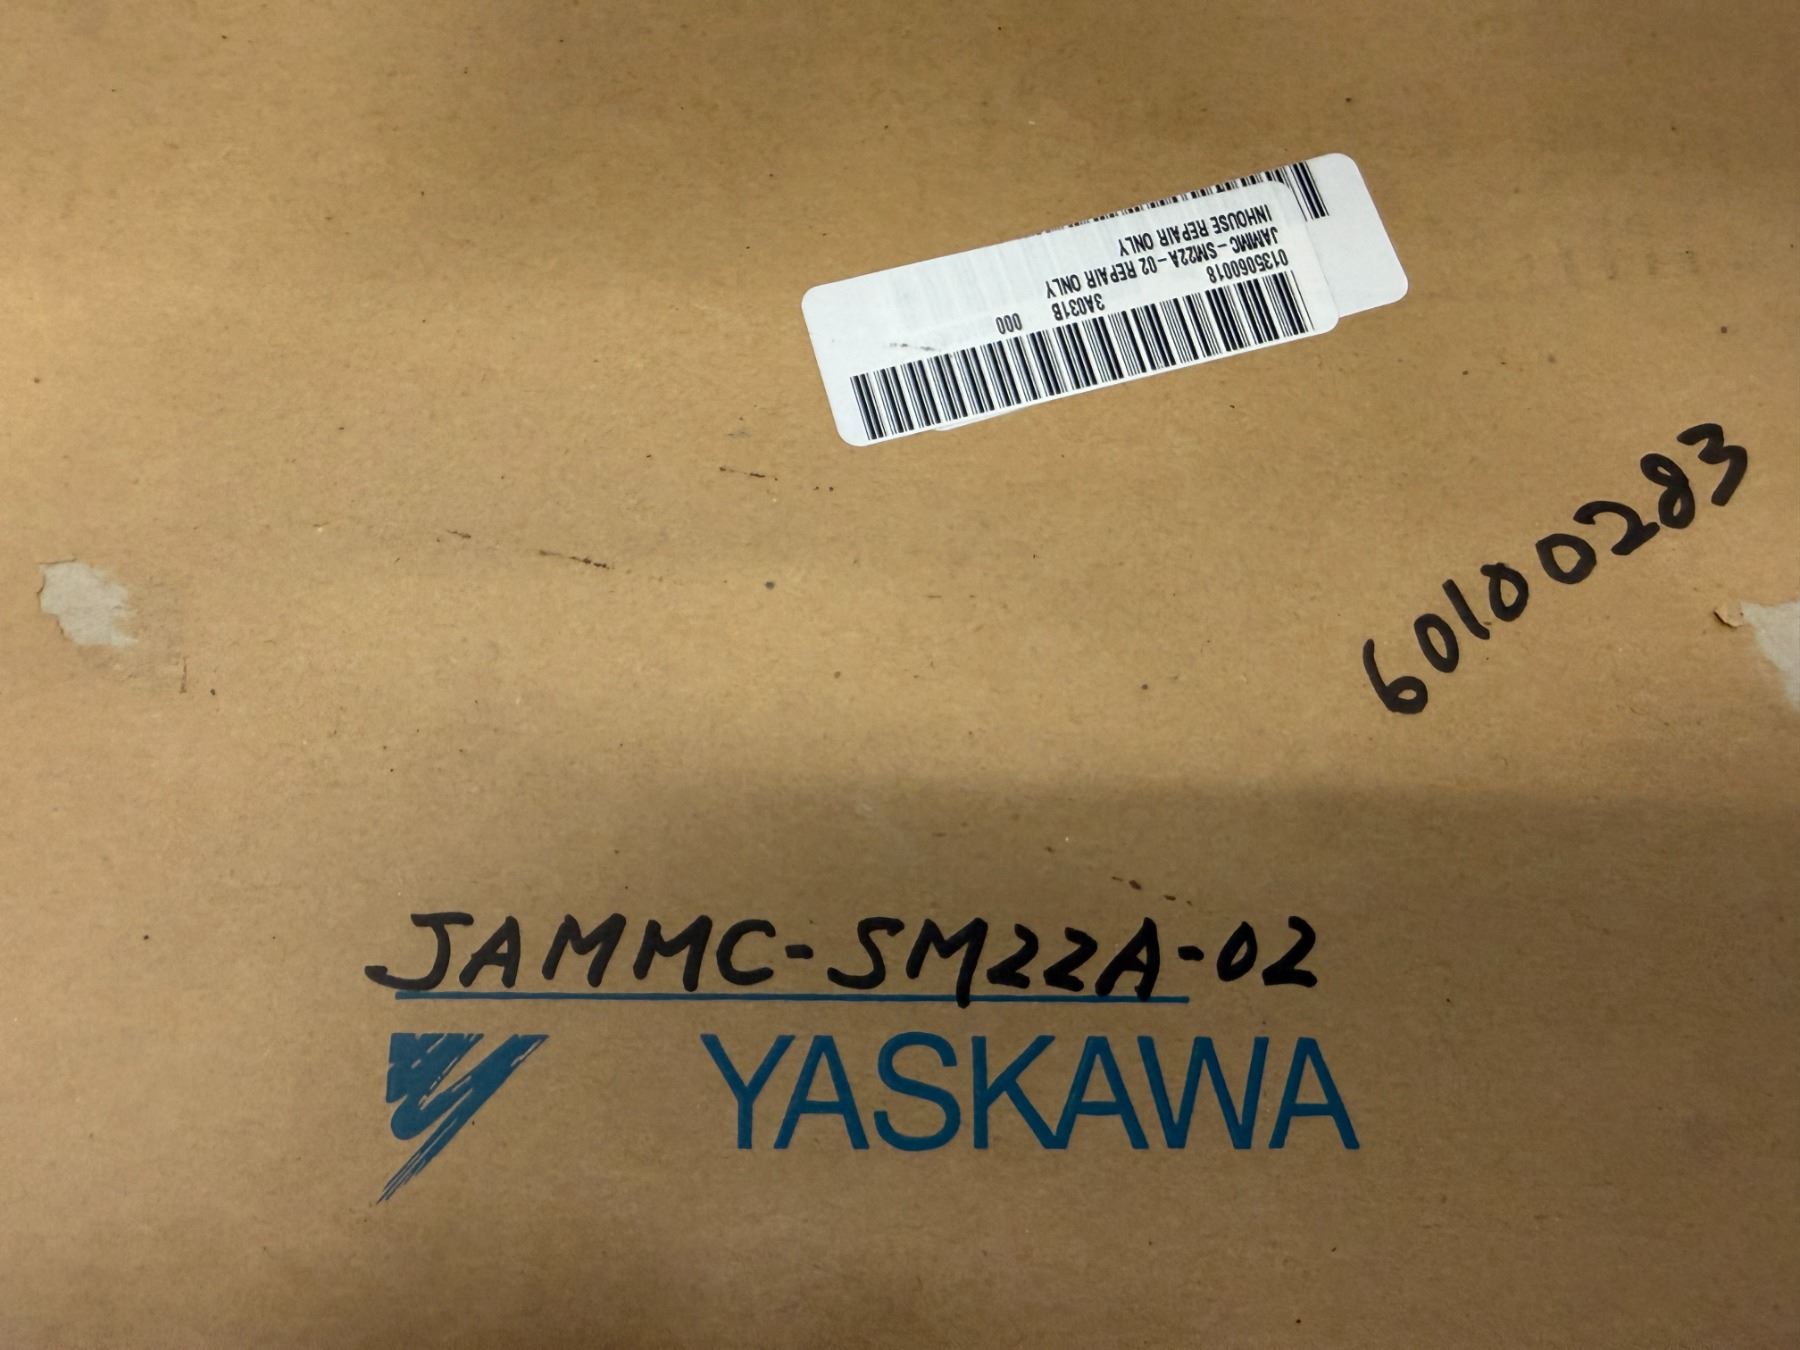 0135060018 3A031B 000
JAMMC-SM22A-02 REPAIR ONLY
INHOUSE REPAIR ONLY
60100283
JAMMC-SM22A-02
YASKAWA